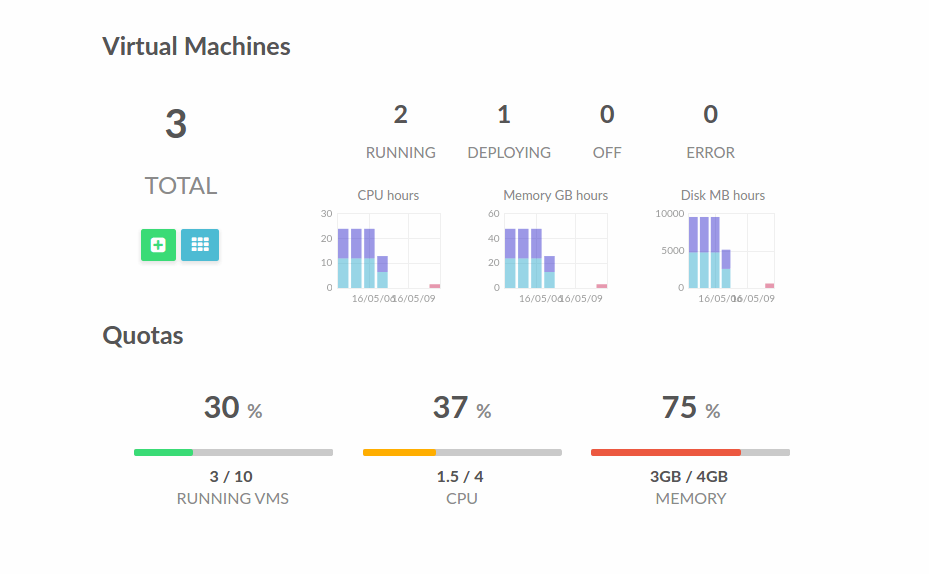 Virtual Machines
3
TOTAL
2 1 0 0
RUNNING DEPLOYING OFF ERROR
CPU hours
30
20
10
0
16/05/06 16/05/09
Memory GB hours
60
40
20
0
16/05/06 16/05/09
Disk MB hours
10000
5000
0
16/05/06 16/05/09
Quotas
30 % 37 % 75 %
3 / 10 1.5 / 4 3GB / 4GB
RUNNING VMS CPU MEMORY